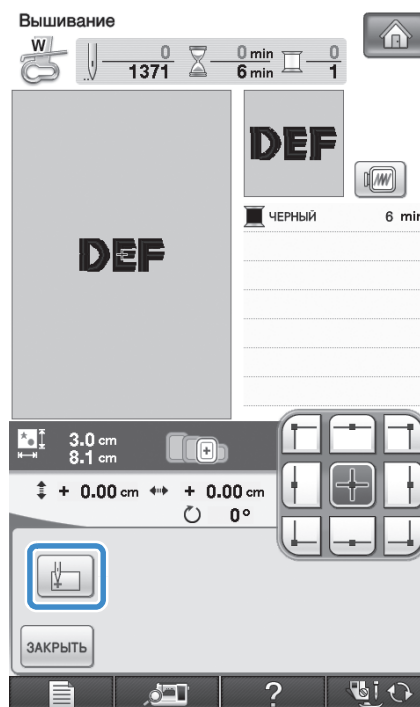 Вышивание
W
0
1371
0 min
6 min
0
1
DEF
DEF
ЧЕРНЫЙ 6 min
3.0 cm
8.1 cm
+ 0.00 cm + 0.00 cm
0°
ЗАКРЫТЬ
?